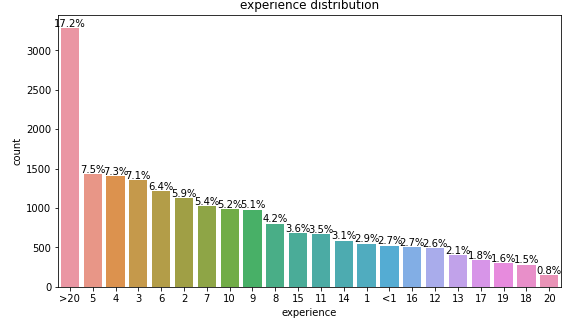 experience distribution
17.2%
7.5% 7.3% 7.1% 6.4% 5.9% 5.4% 5.2% 5.1% 4.2% 3.6% 3.5% 3.1% 2.9% 2.7% 2.7% 2.6% 2.1% 1.8% 1.6% 1.5% 0.8%
3000
2500
2000
1500
1000
500
0
count
>20 5 4 3 6 2 7 10 9 8 15 11 14 1 <1 16 12 13 17 19 18 20
experience